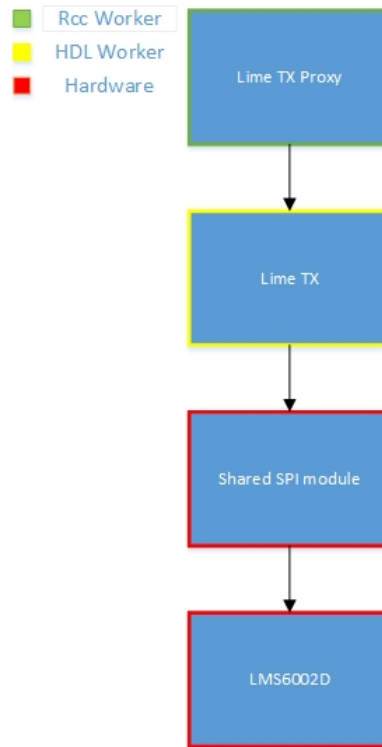 Rcc Worker
HDL Worker
Hardware
Lime TX Proxy
Lime TX
Shared SPI module
LMS6002D